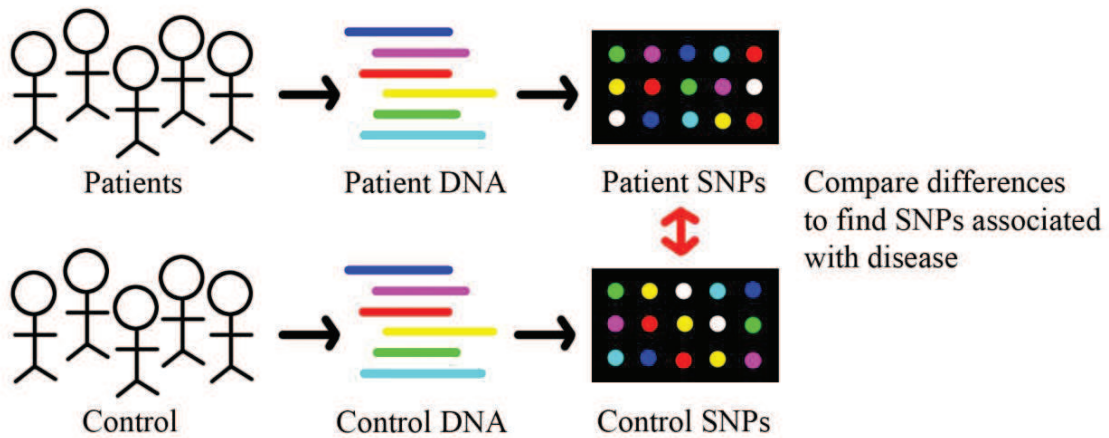 Patients
Patient DNA
Patient SNPs
Compare differences
to find SNPs associated
with disease
Control
Control DNA
Control SNPs